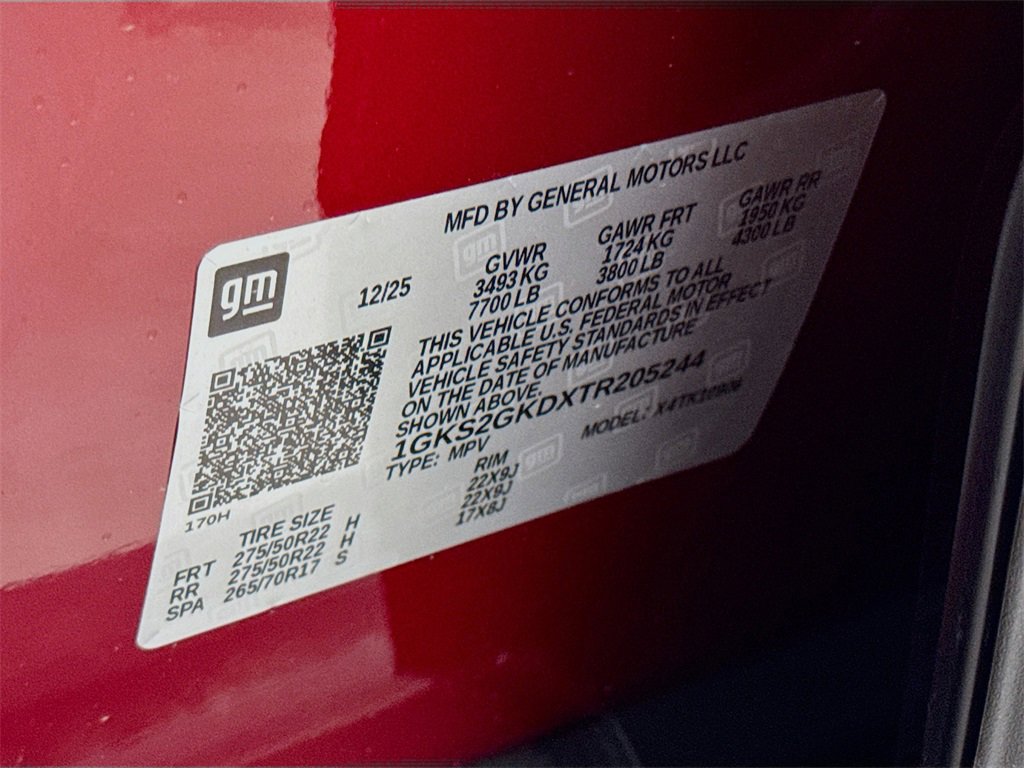 MFD BY GENERAL MOTORS LLC
gm
12/25
GVWR
3493 KG
7700 LB
GAWR FRT
1724 KG
3800 LB
GAWR RR
1950 KG
4300 LB
THIS VEHICLE CONFORMS TO ALL
APPLICABLE U.S. FEDERAL MOTOR
VEHICLE SAFETY STANDARDS IN EFFECT
ON THE DATE OF MANUFACTURE
SHOWN ABOVE.
1GKS2GKDXTR205244
TYPE: MPV
MODEL:
170H
TIRE SIZE RIM
FRT 275/50R22 H 22X9J
RR 275/50R22 H 22X9J
SPA 265/70R17 S 17X8J